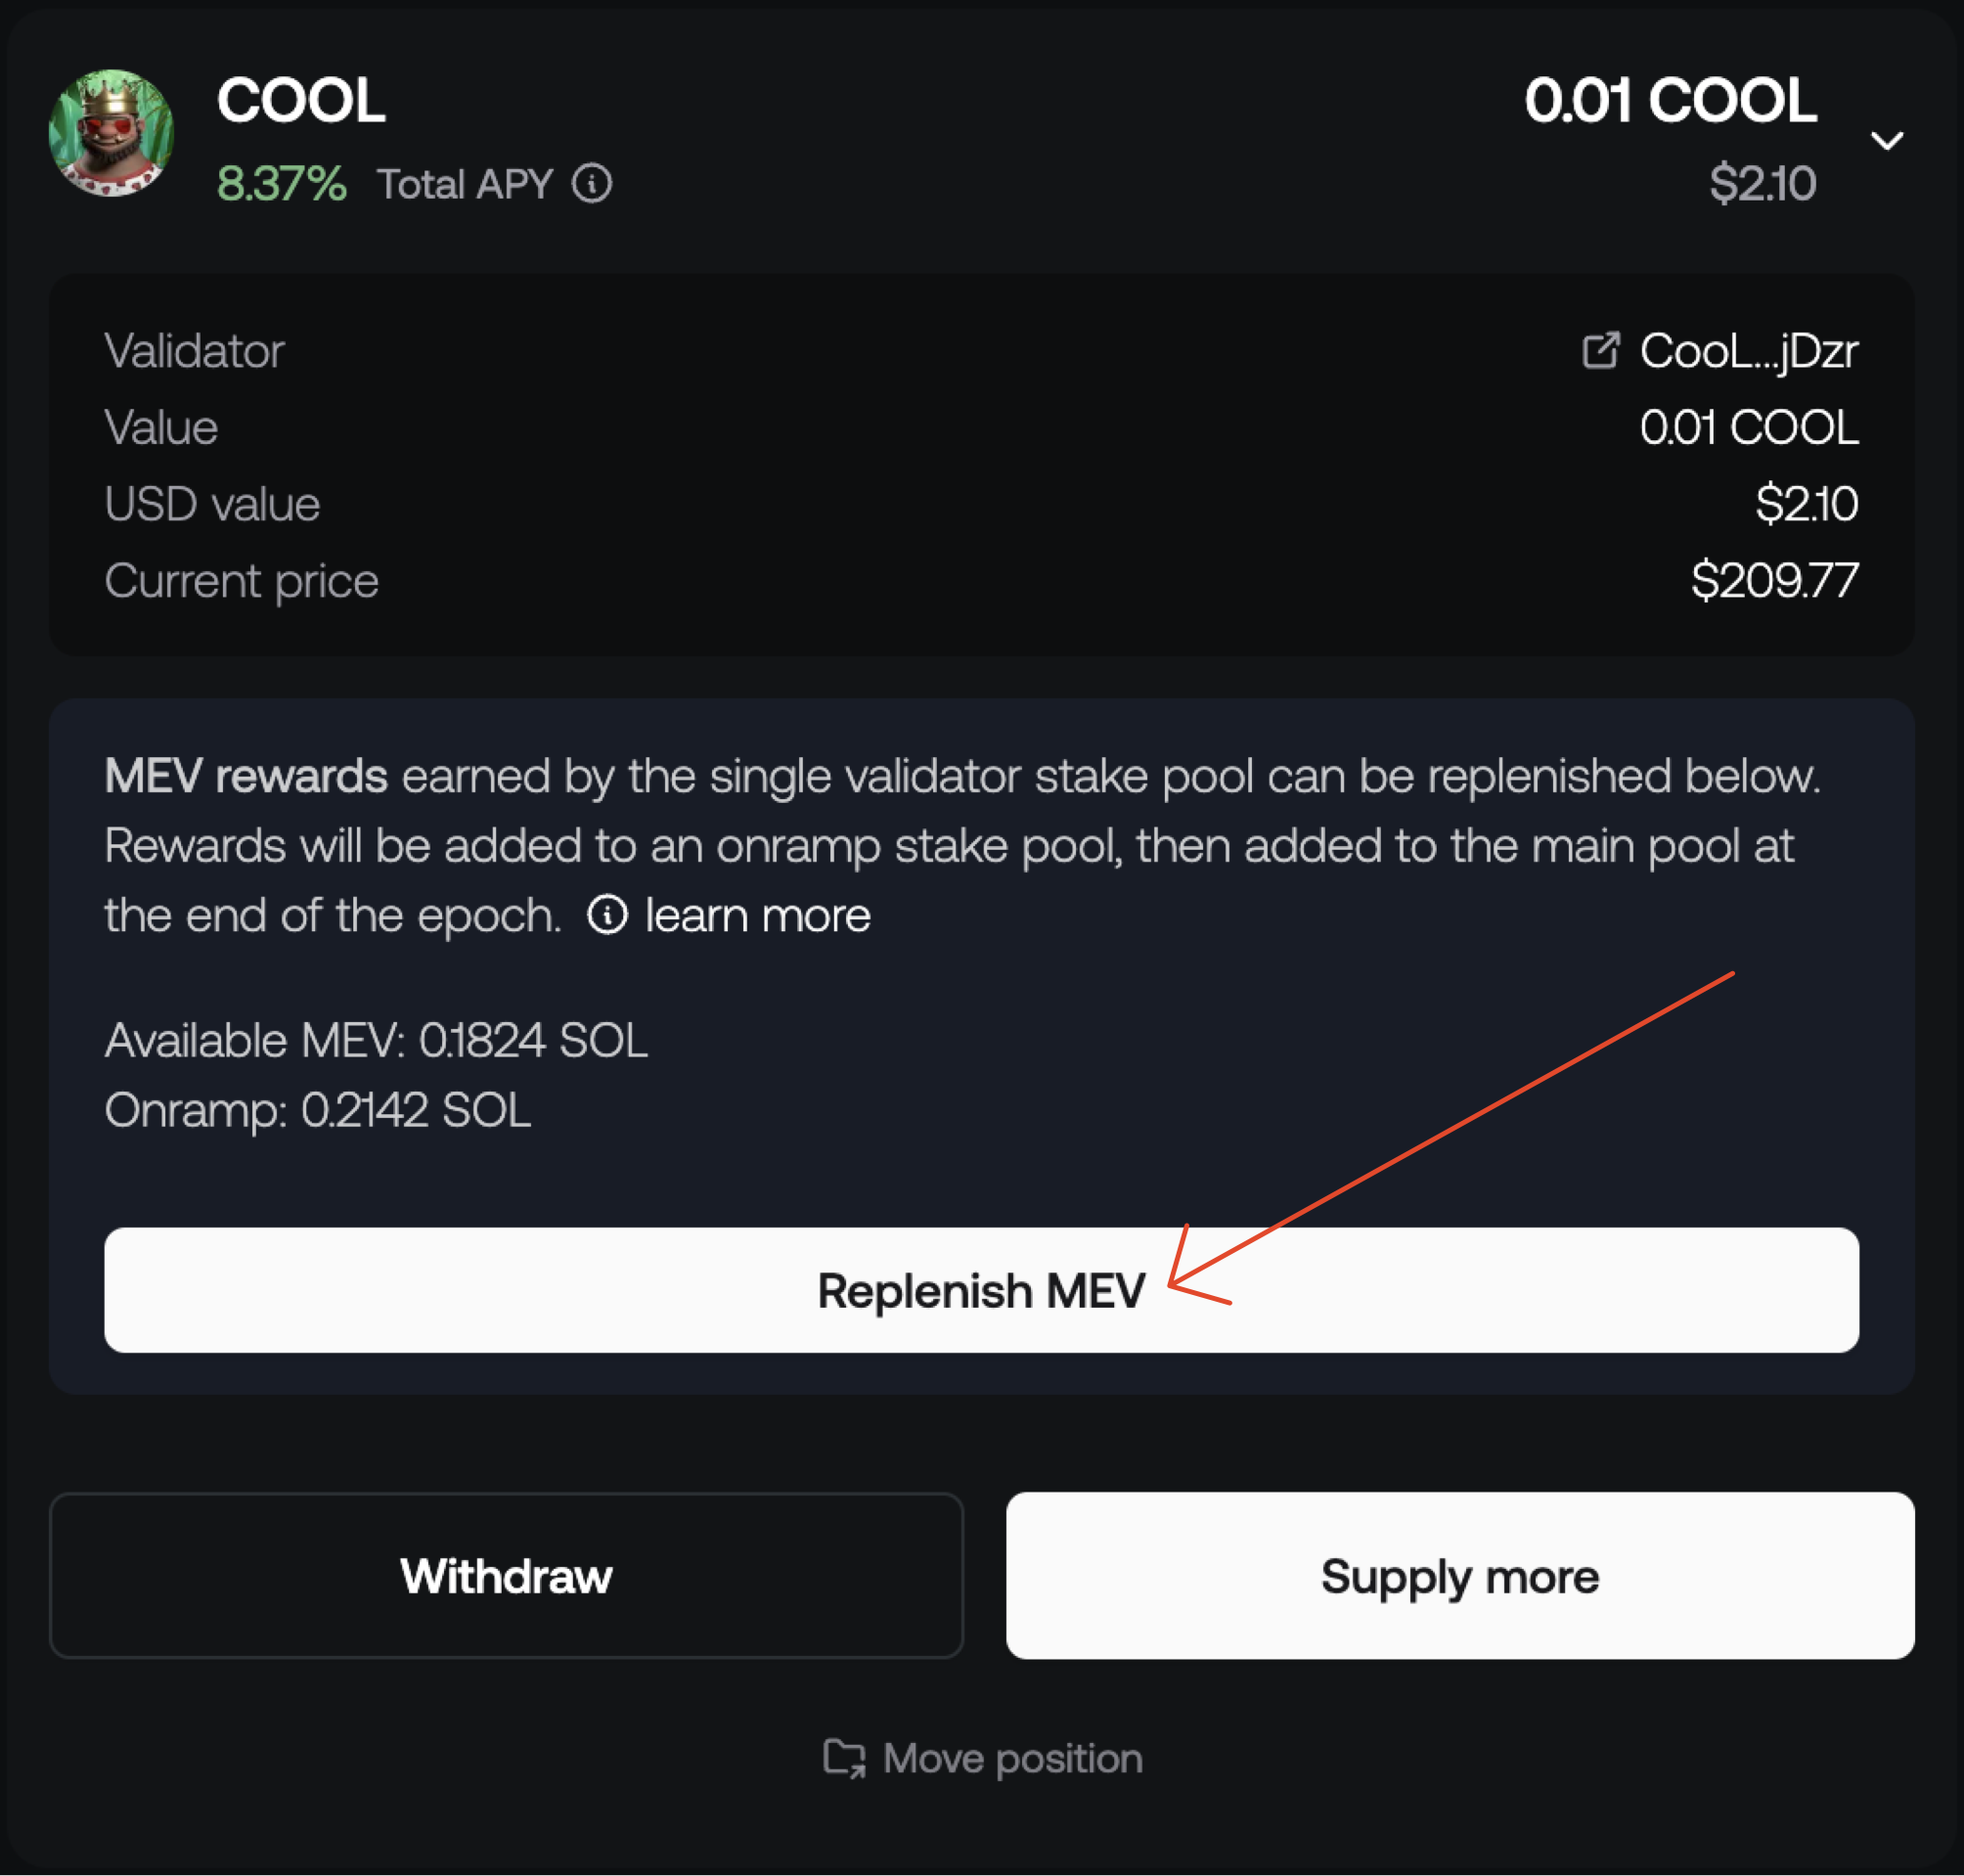 COOL
0.01 COOL
8.37% Total APY
$2.10
Validator
CooL...jDzr
Value
0.01 COOL
USD value
$2.10
Current price
$209.77
MEV rewards earned by the single validator stake pool can be replenished below.
Rewards will be added to an onramp stake pool, then added to the main pool at
the end of the epoch. learn more
Available MEV: 0.1824 SOL
Onramp: 0.2142 SOL
Replenish MEV
Withdraw
Supply more
Move position